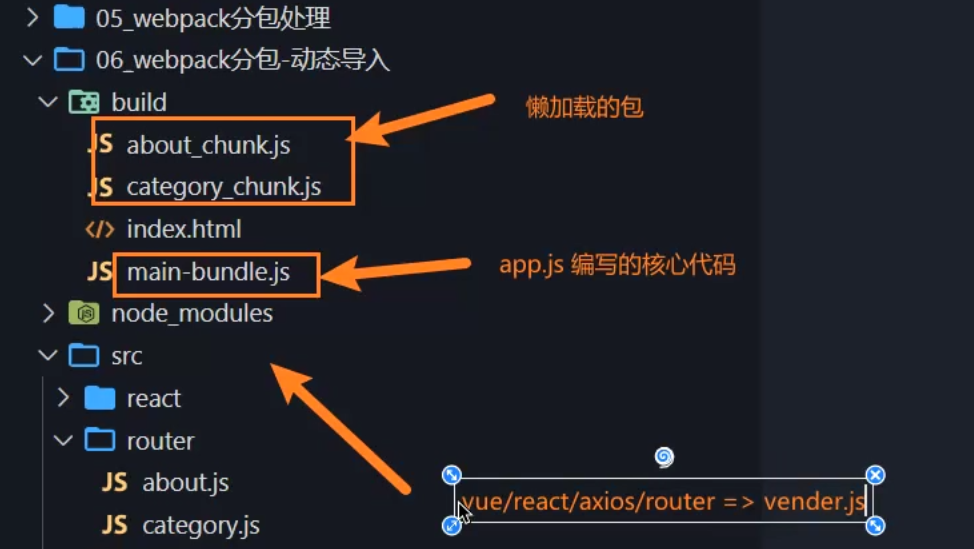 05_webpack分包处理
06_webpack分包-动态导入
build
懒加载的包
JS about_chunk.js
JS category_chunk.js
</> index.html
JS main-bundle.js
app.js 编写的核心代码
node_modules
src
react
router
JS about.js
vue/react/axios/router => vender.js
JS category.js